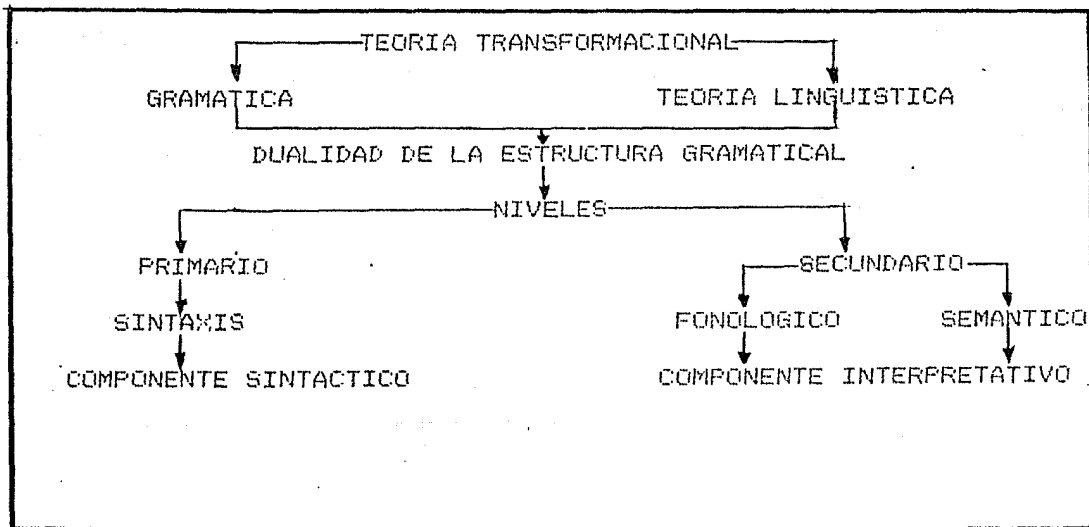 TEORIA TRANSFORMACIONAL
GRAMATICA TEORIA LINGUISTICA
DUALIDAD DE LA ESTRUCTURA GRAMATICAL
NIVELES
PRIMARIO SECUNDARIO
SINTAXIS FONOLOGICO SEMANTICO
COMPONENTE SINTACTICO COMPONENTE INTERPRETATIVO